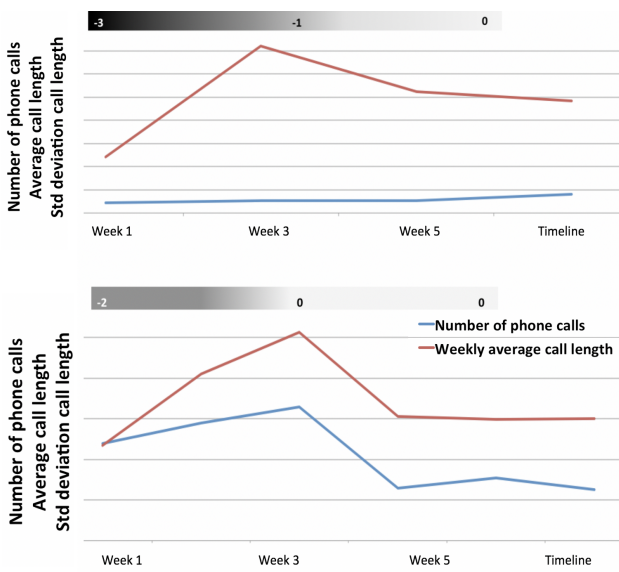 -3 -1 0
Number of phone calls
Average call length
Std deviation call length
Week 1 Week 3 Week 5 Timeline
-2 0 0
Number of phone calls
Average call length
Std deviation call length
Number of phone calls
Weekly average call length
Week 1 Week 3 Week 5 Timeline